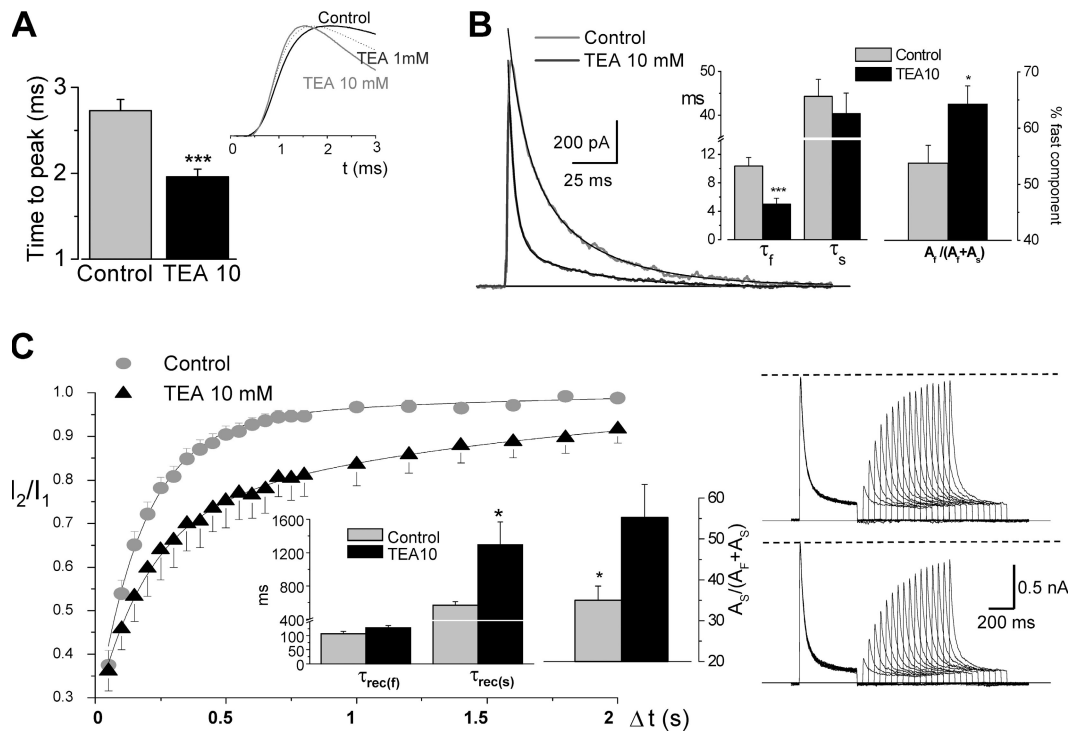 A
Time to peak (ms)
3
2
1
***
Control
TEA 10
Control
TEA 1mM
TEA 10 mM
0
1
2
3
t (ms)
B
Control
TEA 10 mM
200 pA
25 ms
Control
TEA10
ms
50
40
12
8
4
0
***
τf
τs
*
70
60
50
40
% fast component
Af /(Af+As)
C
Control
TEA 10 mM
I2/I1
1.0
0.9
0.8
0.7
0.6
0.5
0.4
0.3
0
0.5
1
1.5
2
Δt (s)
ms
1600
1200
800
400
100
50
0
Control
TEA10
*
τrec(f)
τrec(s)
*
60
50
40
30
20
AS/(AF+AS)
0.5 nA
200 ms